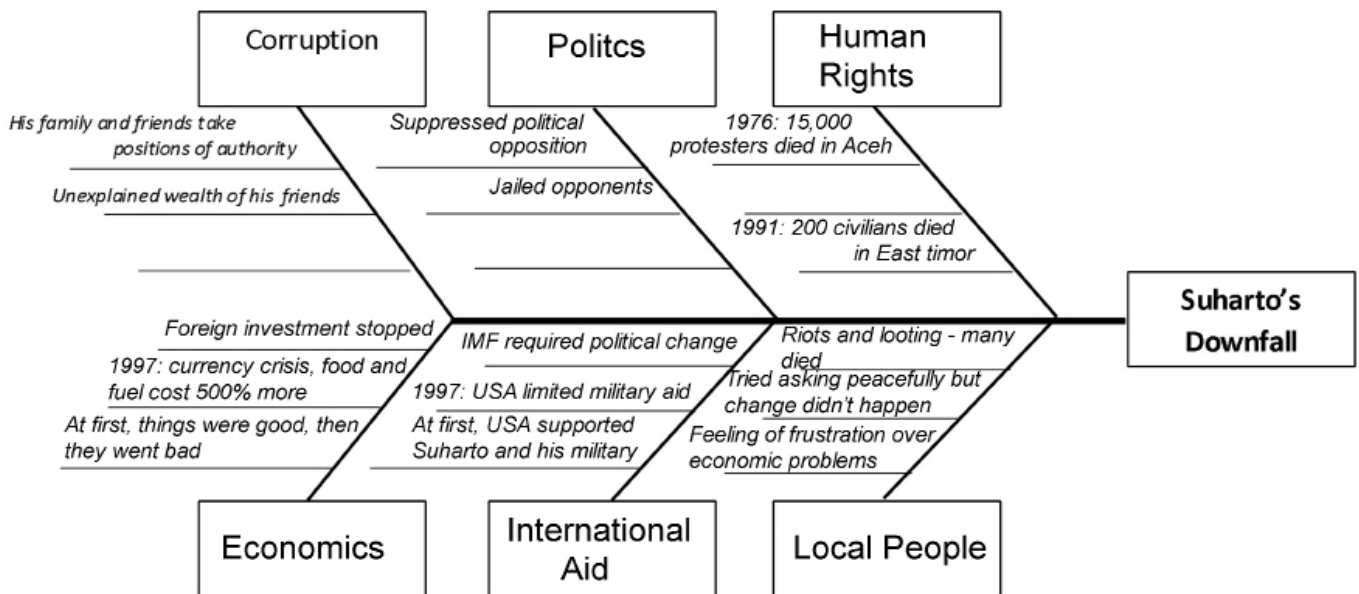 Corruption
Politcs
Human
Rights
His family and friends take
positions of authority
Unexplained wealth of his friends
Suppressed political
opposition
Jailed opponents
1976: 15,000
protesters died in Aceh
1991: 200 civilians died
in East timor
Suharto's
Downfall
Foreign investment stopped
1997: currency crisis, food and
fuel cost 500% more
At first, things were good, then
they went bad
IMF required political change
1997: USA limited military aid
At first, USA supported
Suharto and his military
Riots and looting - many
died
Tried asking peacefully but
change didn't happen
Feeling of frustration over
economic problems
Economics
International
Aid
Local People